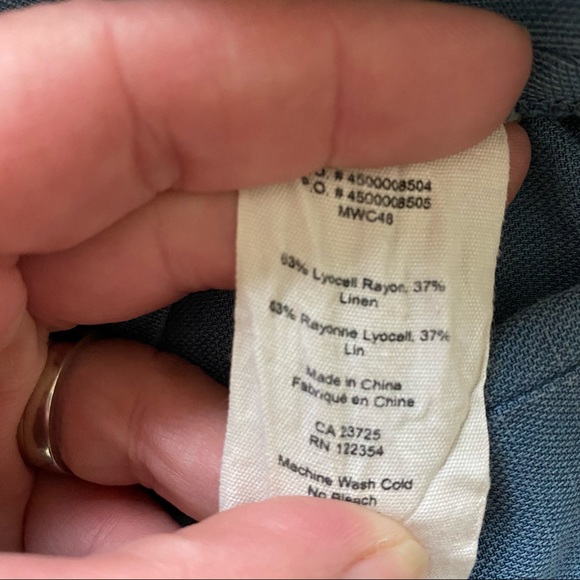 .O. # 4500008504
.O. # 4500008505
MWC48
63% Lyocell Rayon, 37%
Linen
63% Rayonne Lyocell, 37%
Lin
Made in China
Fabriqué en Chine
CA 23725
RN 122354
Machine Wash Cold
No Bleach